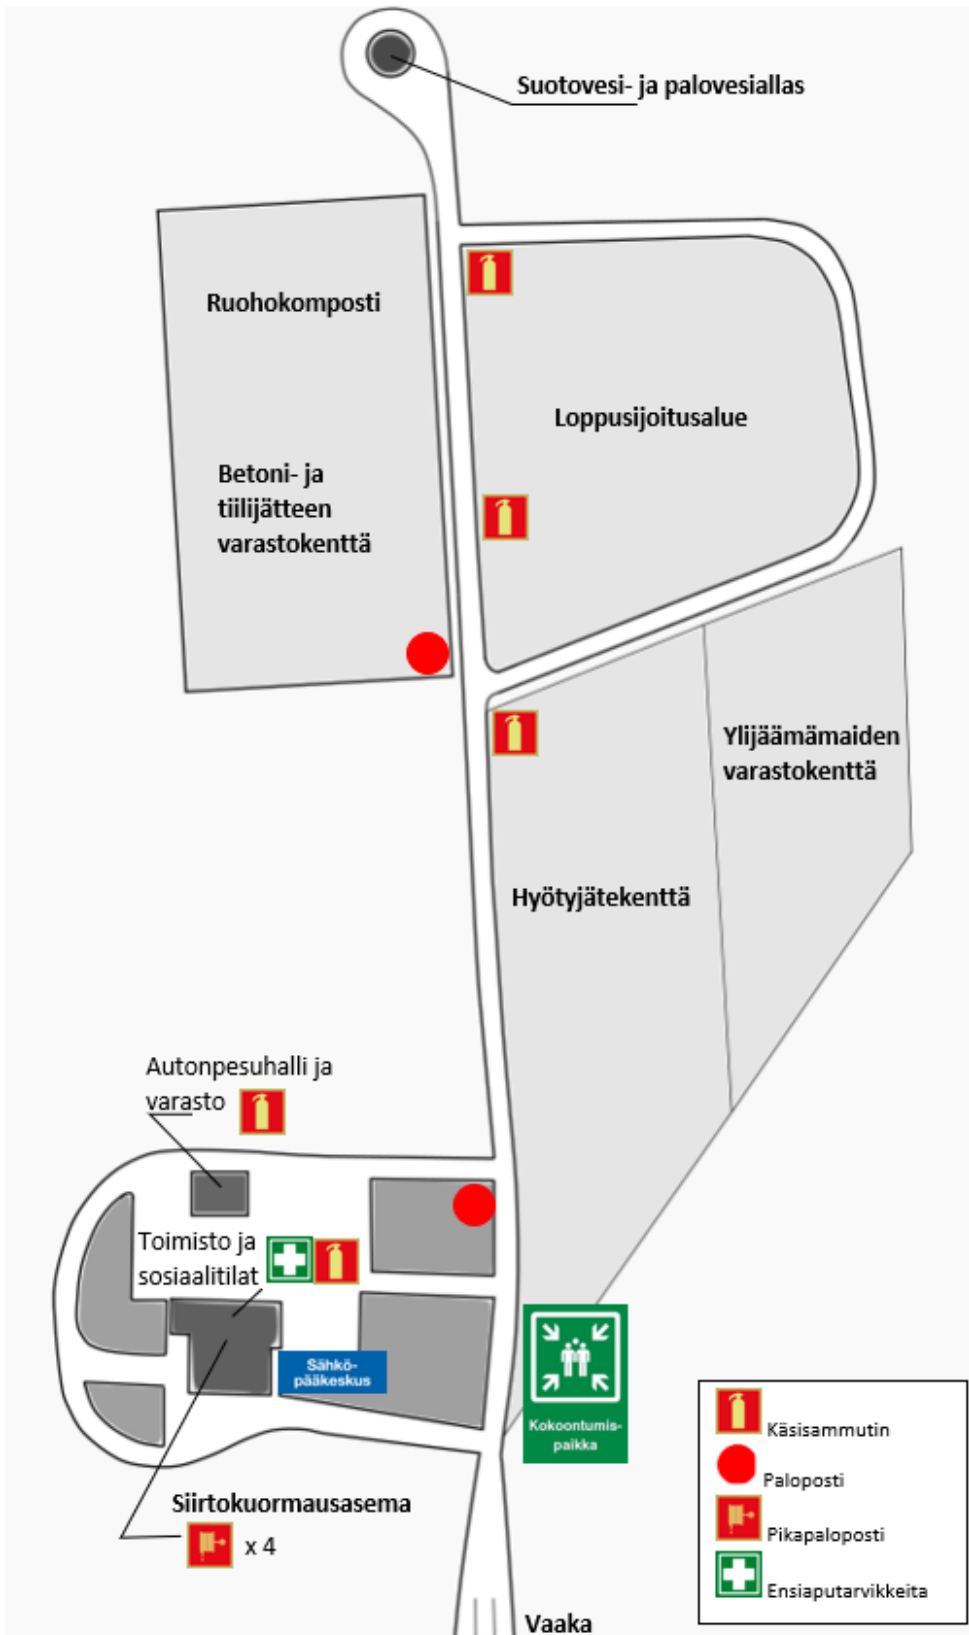 Suotovesi- ja palovesiallas
Ruohokomposti
Loppusijoitusalue
Betoni- ja
tiilijätteen
varastokenttä
Ylijäämämaiden
varastokenttä
Hyötyjätekenttä
Autonpesuhalli ja
varasto
Toimisto ja
sosiaalitilat
Sähkö-
pääkeskus
Kokoontumis-
paikka
Siirtokuormausasema
x 4
Käsisammutin
Paloposti
Pikapaloposti
Ensiaputarvikkeita
Vaaka